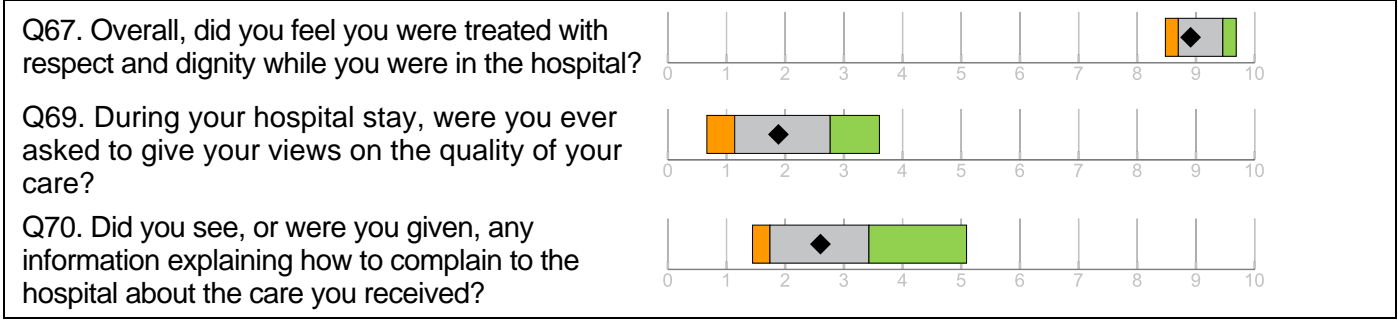 Q67. Overall, did you feel you were treated with
respect and dignity while you were in the hospital?
0 1 2 3 4 5 6 7 8 9 10
Q69. During your hospital stay, were you ever
asked to give your views on the quality of your
care?
0 1 2 3 4 5 6 7 8 9 10
Q70. Did you see, or were you given, any
information explaining how to complain to the
hospital about the care you received?
0 1 2 3 4 5 6 7 8 9 10